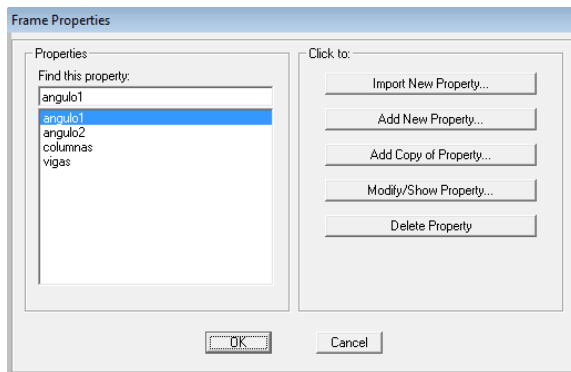 Frame Properties
Properties
Find this property:
angulo1
angulo1
angulo2
columnas
vigas
Click to:
Import New Property...
Add New Property...
Add Copy of Property...
Modify/Show Property...
Delete Property
OK
Cancel